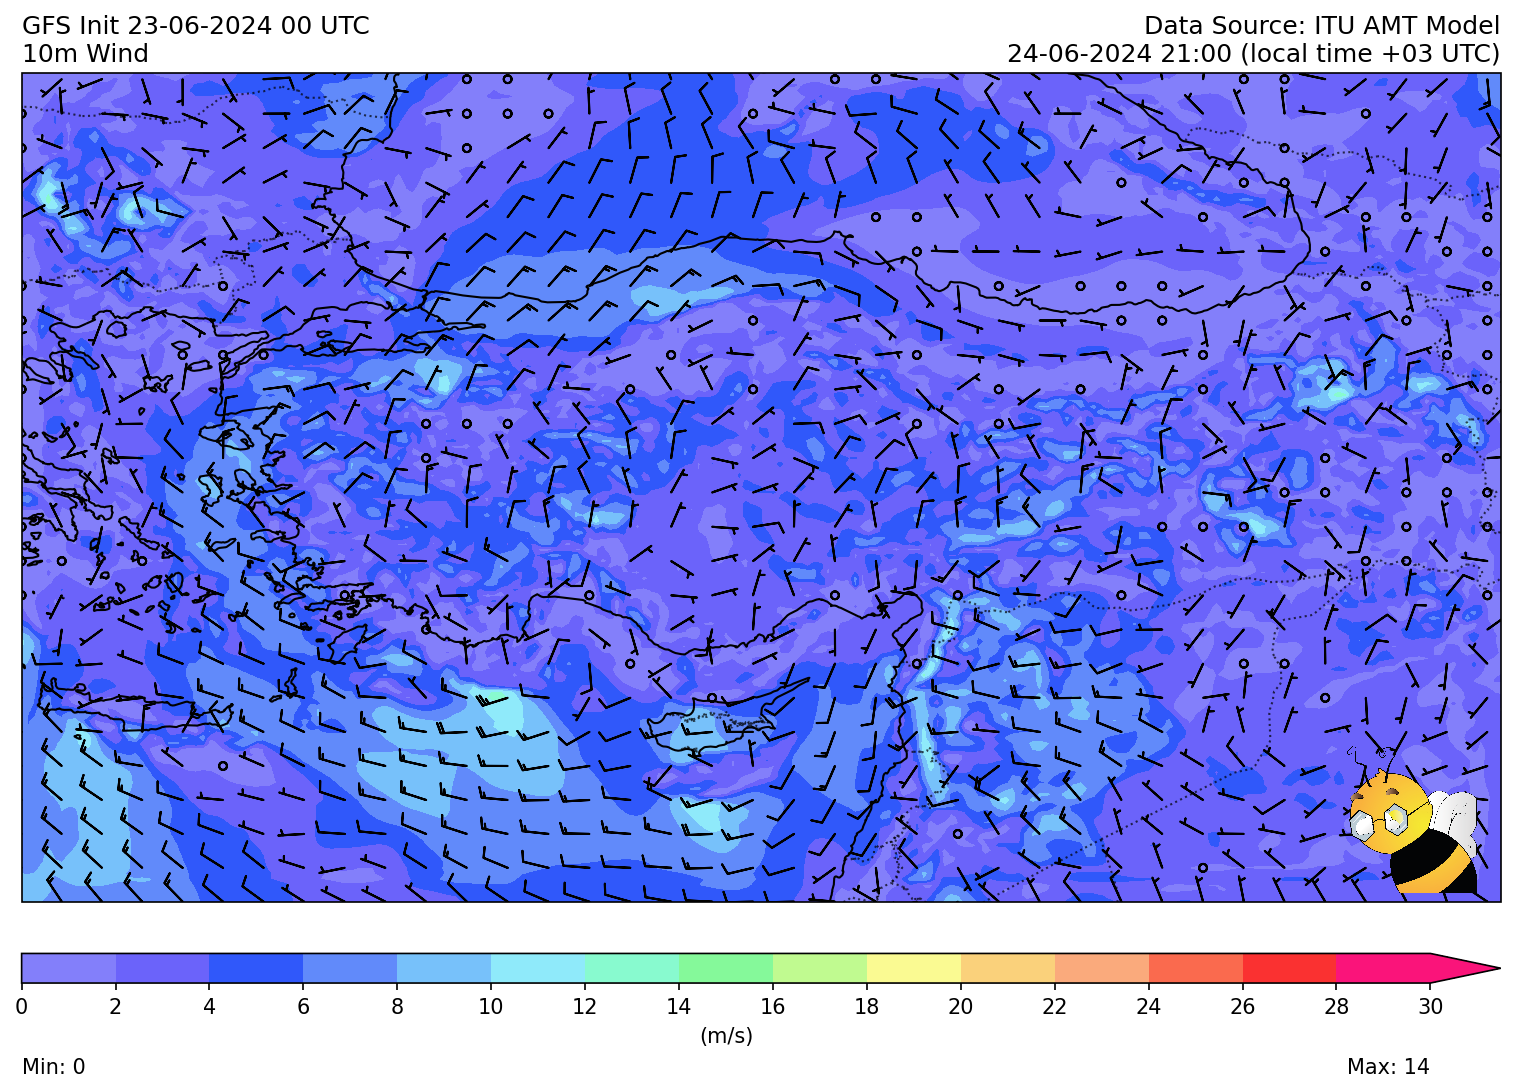 GFS Init 23-06-2024 00 UTC
Data Source: ITU AMT Model
10m Wind
24-06-2024 21:00 (local time +03 UTC)
0 2 4 6 8 10 12 14 16 18 20 22 24 26 28 30
(m/s)
Min: 0
Max: 14